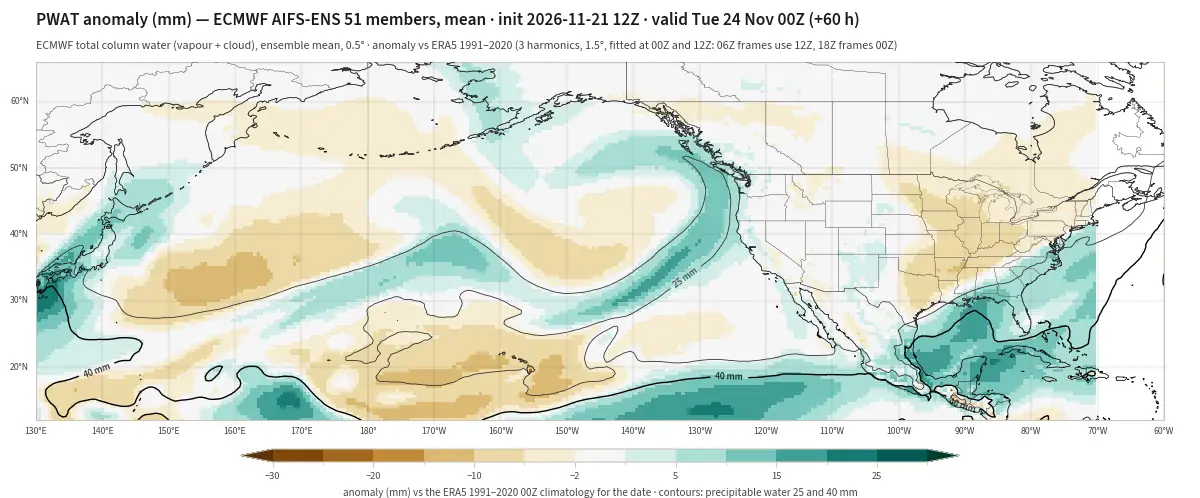 PWAT anomaly (mm) — ECMWF AIFS-ENS 51 members, mean · init 2026-11-21 12Z · valid Tue 24 Nov 00Z (+60 h)
ECMWF total column water (vapour + cloud), ensemble mean, 0.5° · anomaly vs ERA5 1991–2020 (3 harmonics, 1.5°, fitted at 00Z and 12Z: 06Z frames use 12Z, 18Z frames 00Z)
60°N
50°N
40°N
30°N
20°N
25 mm
40 mm
40 mm
130°E 140°E 150°E 160°E 170°E 180° 170°W 160°W 150°W 140°W 130°W 120°W 110°W 100°W 90°W 80°W 70°W 60°W
−30 −20 −10 −2 5 15 25
anomaly (mm) vs the ERA5 1991–2020 00Z climatology for the date · contours: precipitable water 25 and 40 mm